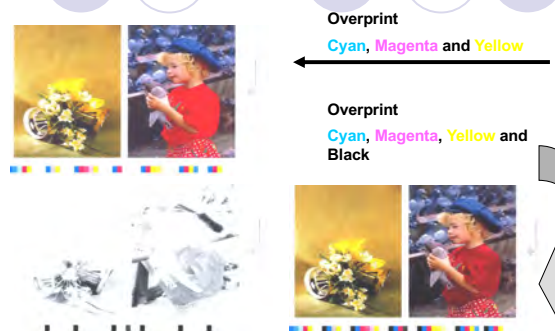 Overprint
Cyan, Magenta and Yellow
Overprint
Cyan, Magenta, Yellow and
Black